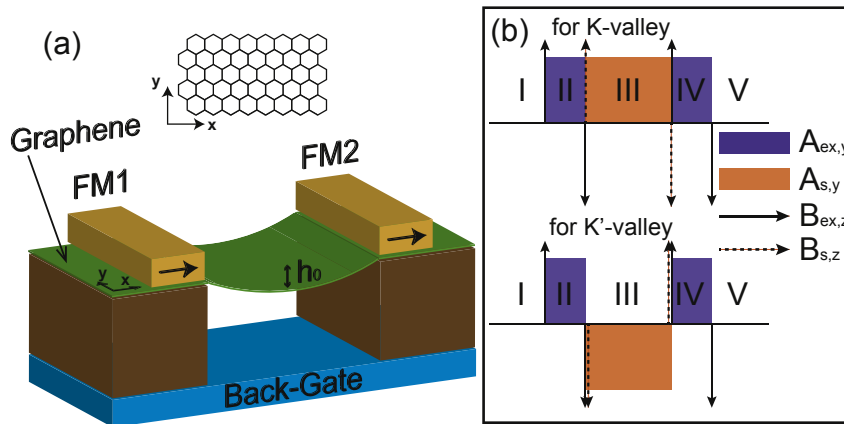 (a)
y
x
Graphene
FM1
FM2
y
x
h0
Back-Gate
(b)
for K-valley
I
II
III
IV
V
Aex,y
As,y
Bex,z
Bs,z
for K'-valley
I
II
III
IV
V